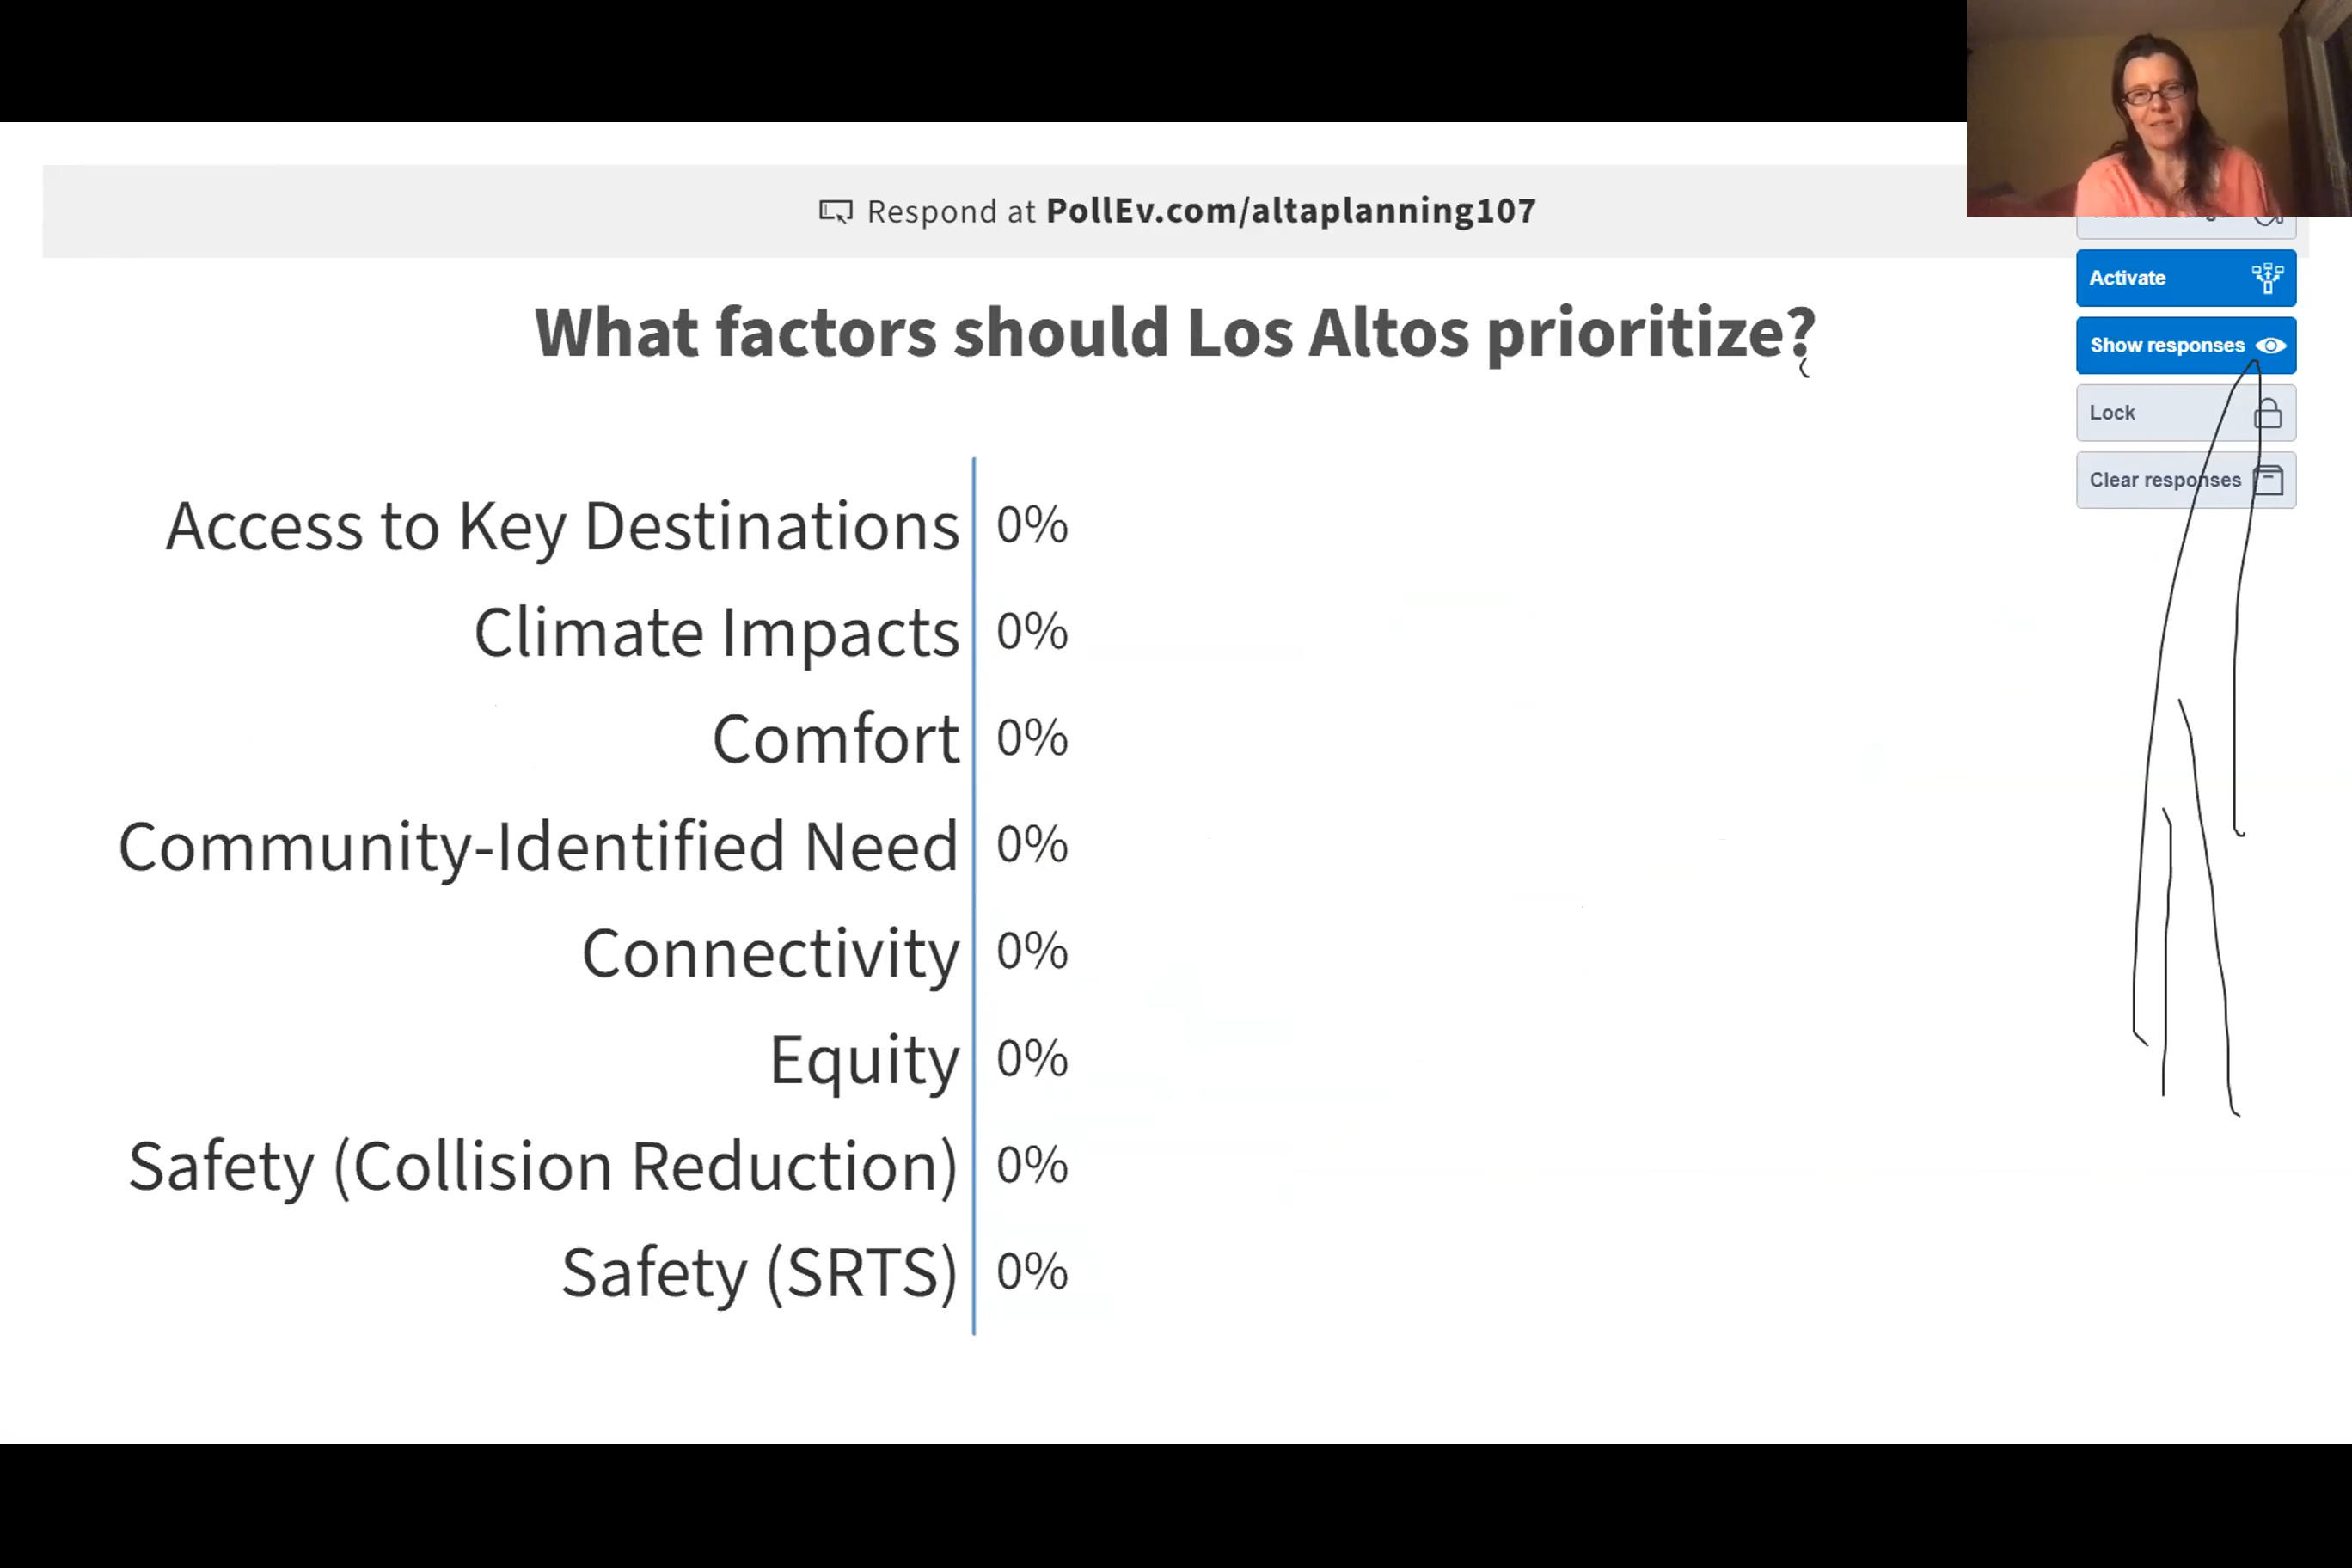 Respond at PollEv.com/altaplanning107
What factors should Los Altos prioritize?
Activate
Show responses
Lock
Clear responses
Access to Key Destinations 0%
Climate Impacts 0%
Comfort 0%
Community-Identified Need 0%
Connectivity 0%
Equity 0%
Safety (Collision Reduction) 0%
Safety (SRTS) 0%